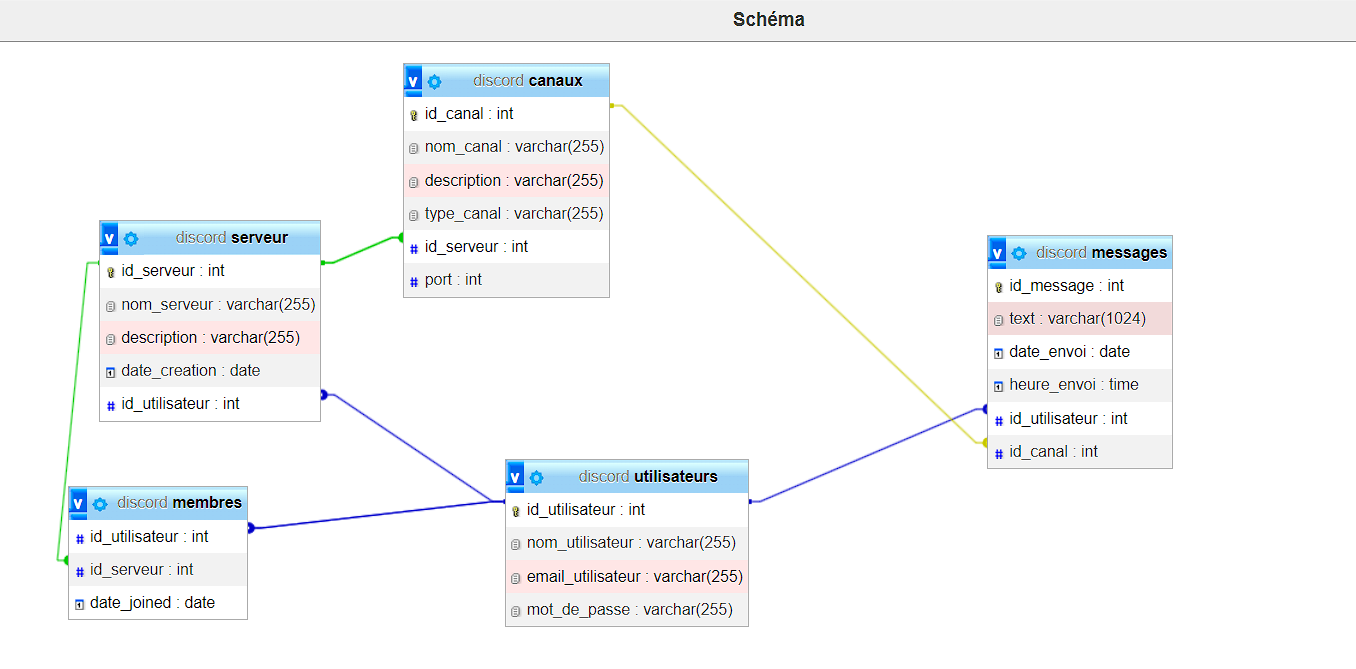 Schéma
discord canaux
id_canal : int
nom_canal : varchar(255)
description : varchar(255)
type_canal : varchar(255)
id_serveur : int
port : int
discord serveur
id_serveur : int
nom_serveur : varchar(255)
description : varchar(255)
date_creation : date
id_utilisateur : int
discord messages
id_message : int
text : varchar(1024)
date_envoi : date
heure_envoi : time
id_utilisateur : int
id_canal : int
discord membres
id_utilisateur : int
id_serveur : int
date_joined : date
discord utilisateurs
id_utilisateur : int
nom_utilisateur : varchar(255)
email_utilisateur : varchar(255)
mot_de_passe : varchar(255)